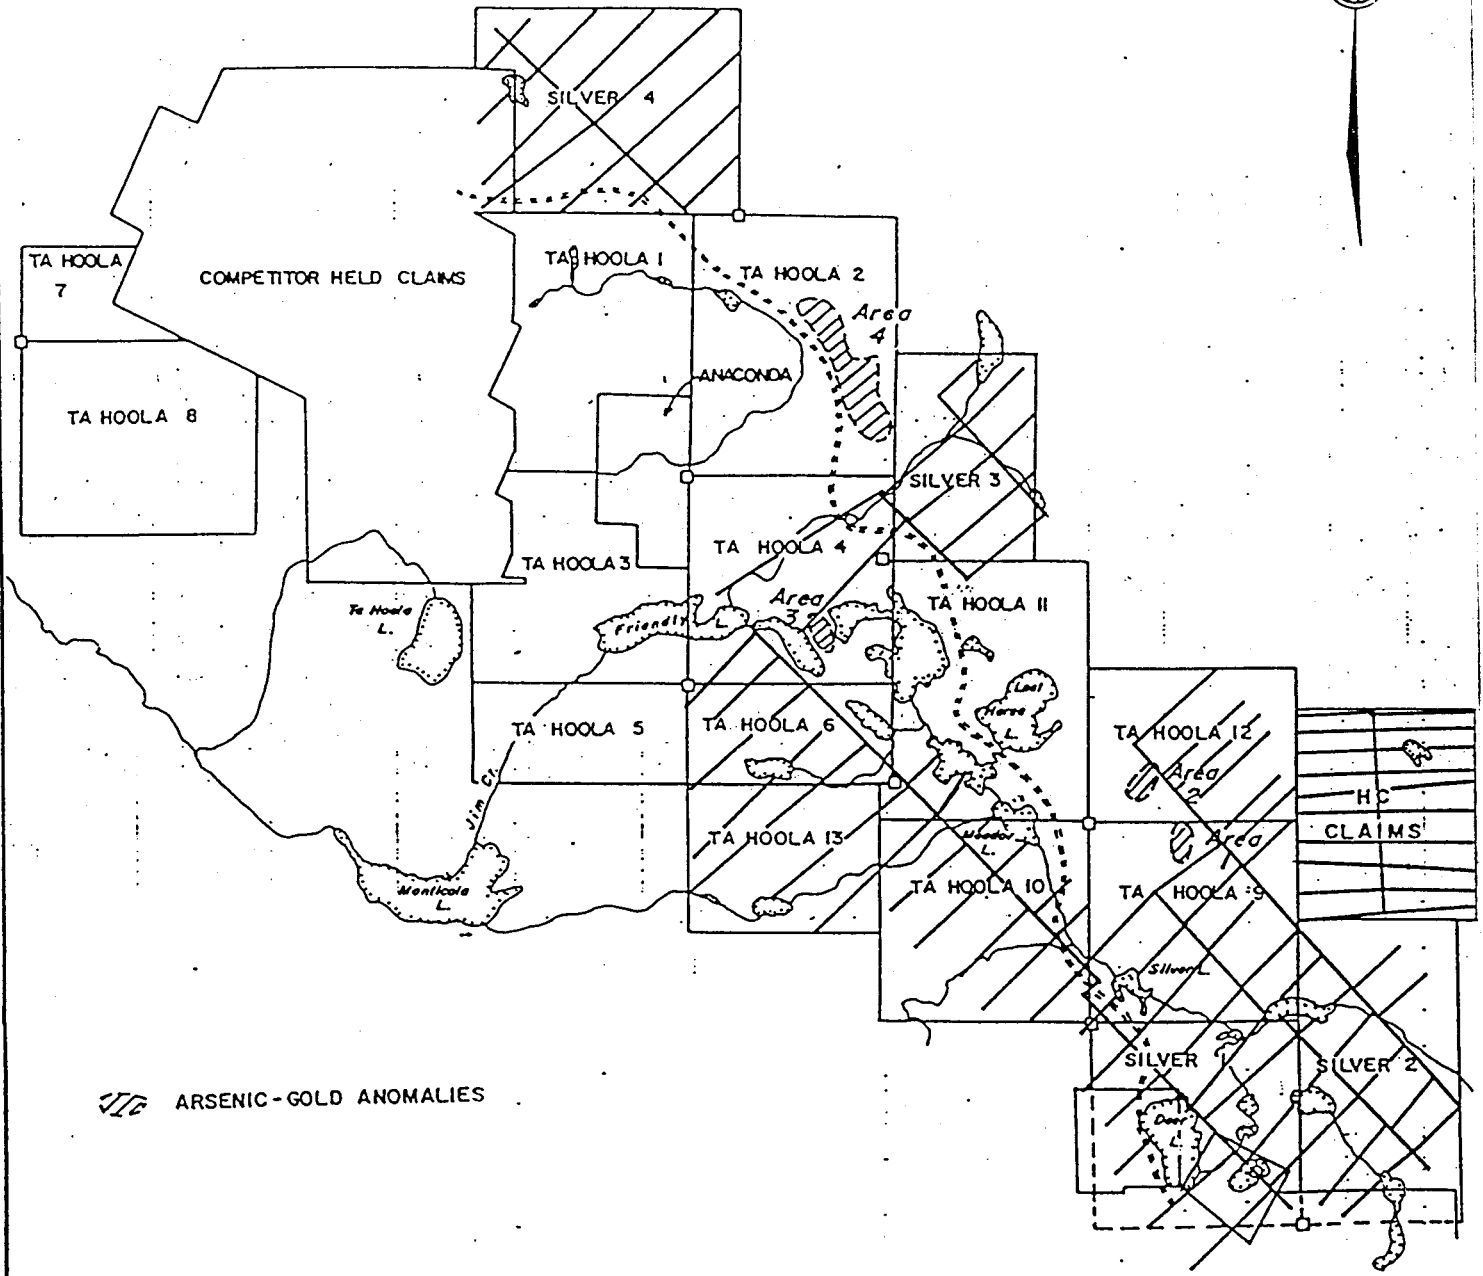 SILVER 4
TA HOOLA
7
COMPETITOR HELD CLAIMS
TA HOOLA 1
TA HOOLA 2
Area
4
ANACONDA
TA HOOLA 8
SILVER 3
TA HOOLA 4
TA HOOLA 3
Area
3
TA HOOLA 11
Ta Hoola
L.
Friendly L.
Lost
Horse
L.
TA HOOLA 5
TA HOOLA 6
TA HOOLA 12
Area
2
Jim Cr.
HC
CLAIMS
TA HOOLA 13
Meadow
L.
Area
1
Monticola
L.
TA HOOLA 10
TA HOOLA 9
Silver L.
SILVER 1
SILVER 2
Deer
L.
ARSENIC-GOLD ANOMALIES